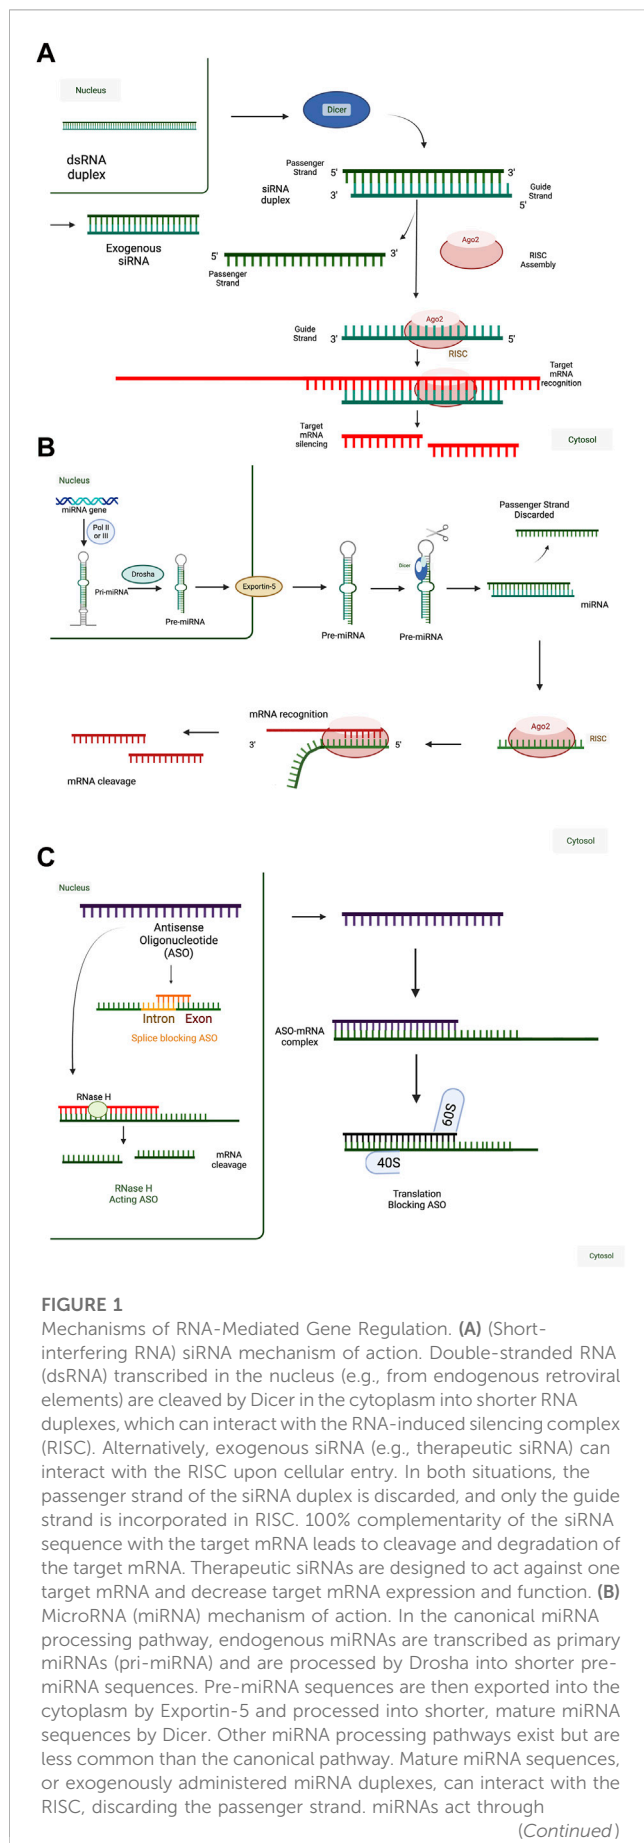 A
Nucleus
dsRNA
duplex
Dicer
Passenger
Strand
5'
3'
siRNA
duplex
3'
Guide
Strand
5'
Exogenous
siRNA
5'
3'
Passenger
Strand
Ago2
RISC
Assembly
Ago2
Guide
Strand
3'
5'
RISC
Target
mRNA
recognition
Target
mRNA
silencing
Cytosol
B
Nucleus
miRNA gene
Pol II
or III
Pri-miRNA
Drosha
Pre-miRNA
Exportin-5
Pre-miRNA
Dicer
Pre-miRNA
Passenger Strand
Discarded
miRNA
mRNA recognition
3'
5'
Ago2
RISC
mRNA cleavage
Cytosol
C
Nucleus
Antisense
Oligonucleotide
(ASO)
Intron
Exon
Splice blocking ASO
ASO-mRNA
complex
RNase H
mRNA
cleavage
RNase H
Acting ASO
60S
40S
Translation
Blocking ASO
Cytosol
FIGURE 1
Mechanisms of RNA-Mediated Gene Regulation. (A) (Short-
interfering RNA) siRNA mechanism of action. Double-stranded RNA
(dsRNA) transcribed in the nucleus (e.g., from endogenous retroviral
elements) are cleaved by Dicer in the cytoplasm into shorter RNA
duplexes, which can interact with the RNA-induced silencing complex
(RISC). Alternatively, exogenous siRNA (e.g., therapeutic siRNA) can
interact with the RISC upon cellular entry. In both situations, the
passenger strand of the siRNA duplex is discarded, and only the guide
strand is incorporated in RISC. 100% complementarity of the siRNA
sequence with the target mRNA leads to cleavage and degradation of
the target mRNA. Therapeutic siRNAs are designed to act against one
target mRNA and decrease target mRNA expression and function. (B)
MicroRNA (miRNA) mechanism of action. In the canonical miRNA
processing pathway, endogenous miRNAs are transcribed as primary
miRNAs (pri-miRNA) and are processed by Drosha into shorter pre-
miRNA sequences. Pre-miRNA sequences are then exported into the
cytoplasm by Exportin-5 and processed into shorter, mature miRNA
sequences by Dicer. Other miRNA processing pathways exist but are
less common than the canonical pathway. Mature miRNA sequences,
or exogenously administered miRNA duplexes, can interact with the
RISC, discarding the passenger strand. miRNAs act through
(Continued)